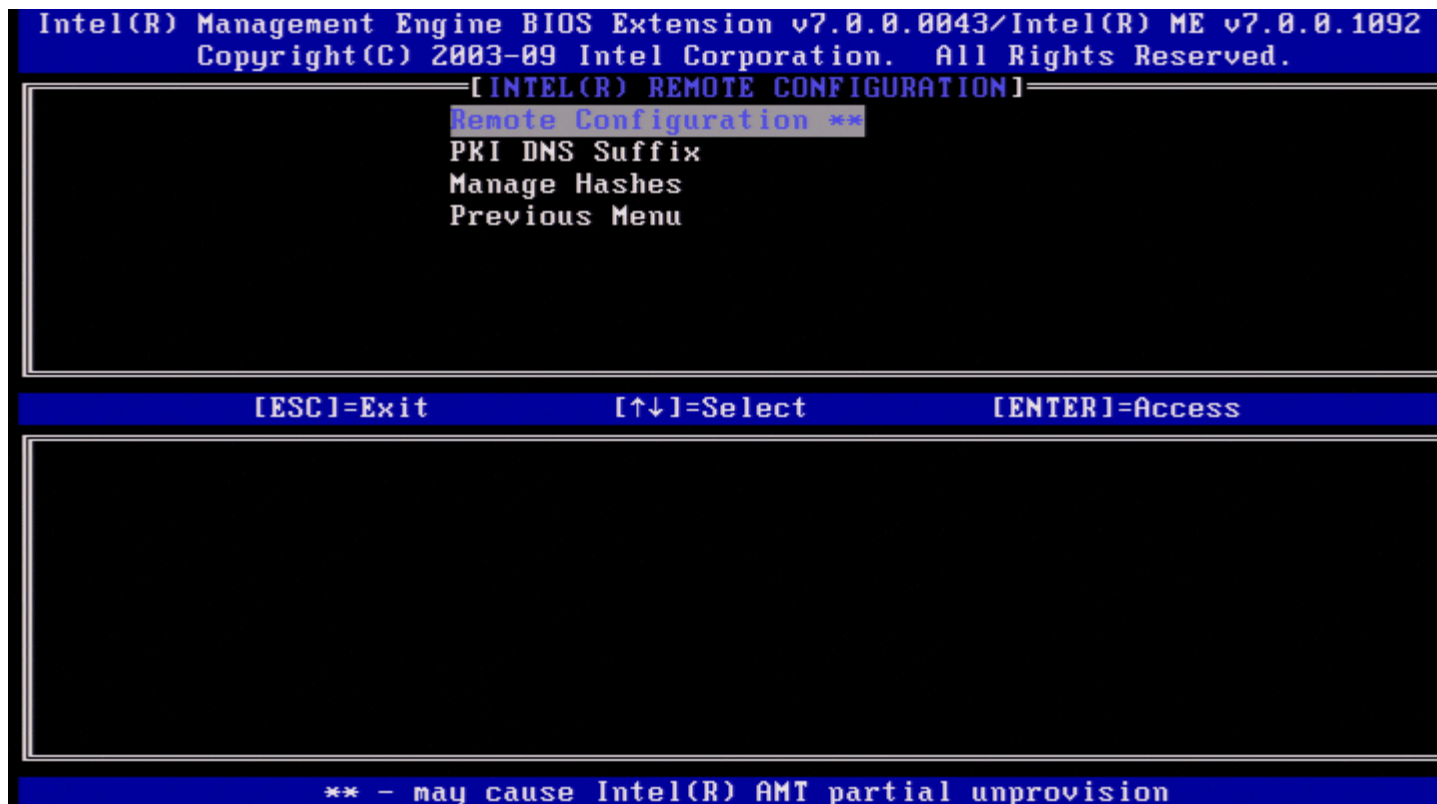 Intel(R) Management Engine BIOS Extension v7.0.0.0043/Intel(R) ME v7.0.0.1092
Copyright(C) 2003-09 Intel Corporation. All Rights Reserved.
[INTEL(R) REMOTE CONFIGURATION]
Remote Configuration **
PKI DNS Suffix
Manage Hashes
Previous Menu
[ESC]=Exit [↑↓]=Select [ENTER]=Access
** - may cause Intel(R) AMT partial unprovision